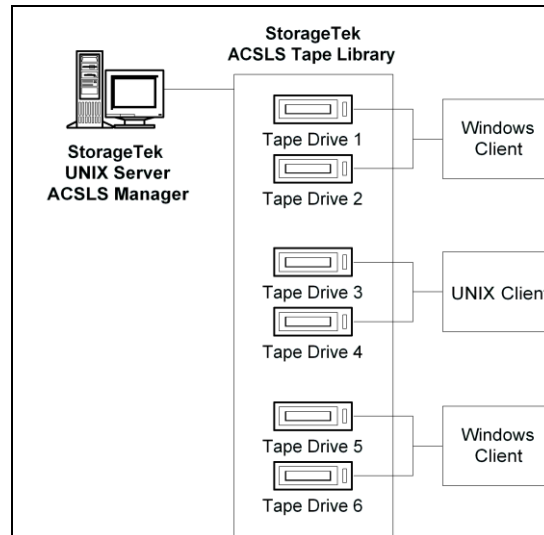 StorageTek
ACSLS Tape Library
StorageTek
UNIX Server
ACSLS Manager
Tape Drive 1
Tape Drive 2
Windows
Client
Tape Drive 3
Tape Drive 4
UNIX Client
Tape Drive 5
Tape Drive 6
Windows
Client